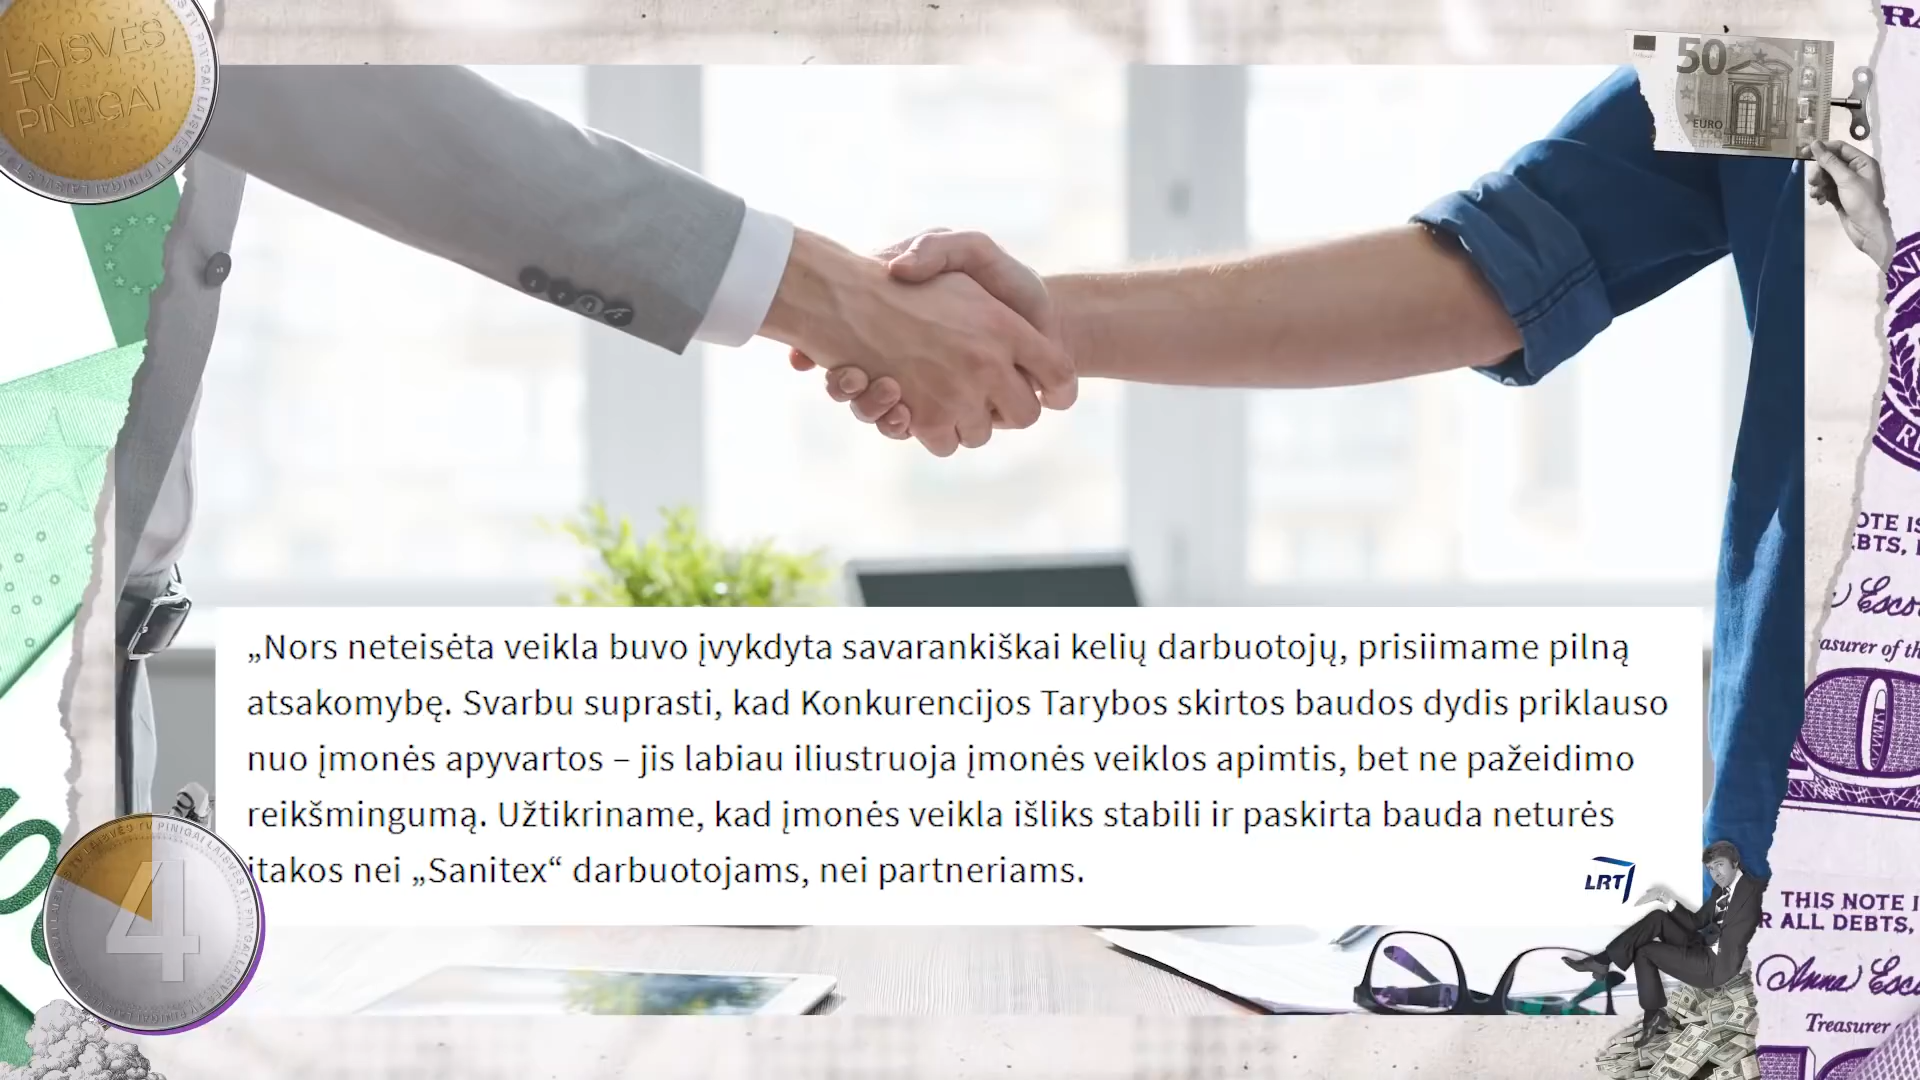 LAISVĖS
TV
PINIGAI
50
EURO
„Nors neteisėta veikla buvo įvykdyta savarankiškai kelių darbuotojų, prisiimame pilną
atsakomybę. Svarbu suprasti, kad Konkurencijos Tarybos skirtos baudos dydis priklauso
nuo įmonės apyvartos – jis labiau iliustruoja įmonės veiklos apimtis, bet ne pažeidimo
reikšmingumą. Užtikriname, kad įmonės veikla išliks stabili ir paskirta bauda neturės
įtakos nei „Sanitex“ darbuotojams, nei partneriams.
LRT
4
THIS NOTE
ALL DEBTS,
Anna
Treasurer